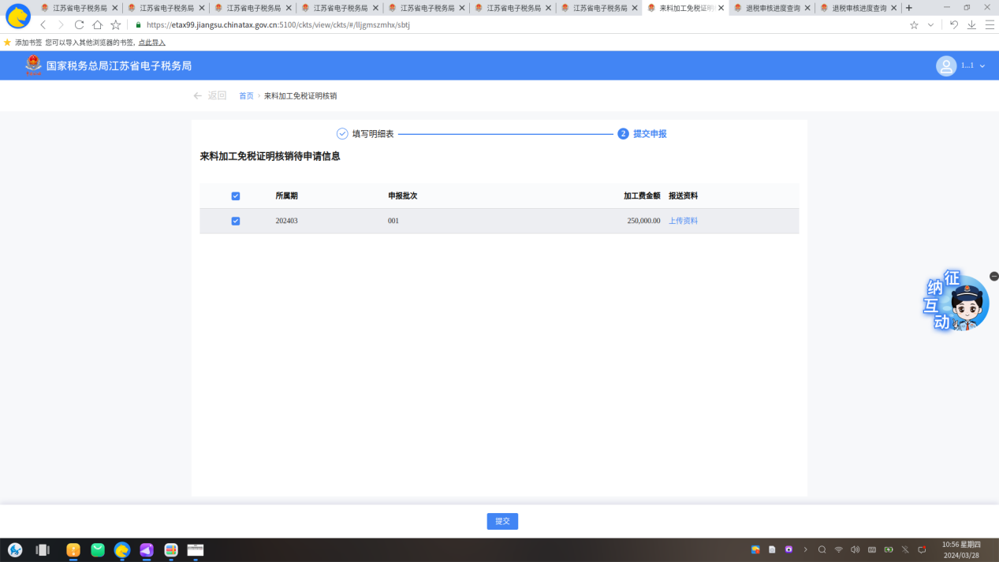 江苏省电子税务局
江苏省电子税务局
江苏省电子税务局
江苏省电子税务局
江苏省电子税务局
江苏省电子税务局
江苏省电子税务局
来料加工免税证明
退税审核进度查询
退税审核进度查询
https://etax99.jiangsu.chinatax.gov.cn:5100/ckts/view/ckts/#/lljgmszmhx/sbtj
添加书签 您可以导入其他浏览器的书签, 点此导入
国家税务总局江苏省电子税务局
1...1
返回 首页 › 来料加工免税证明核销
填写明细表 2 提交申报
来料加工免税证明核销待申请信息
所属期 申报批次 加工费金额 报送资料
202403 001 250,000.00 上传资料
征
纳
互
动
提交
10:56 星期四
2024/03/28